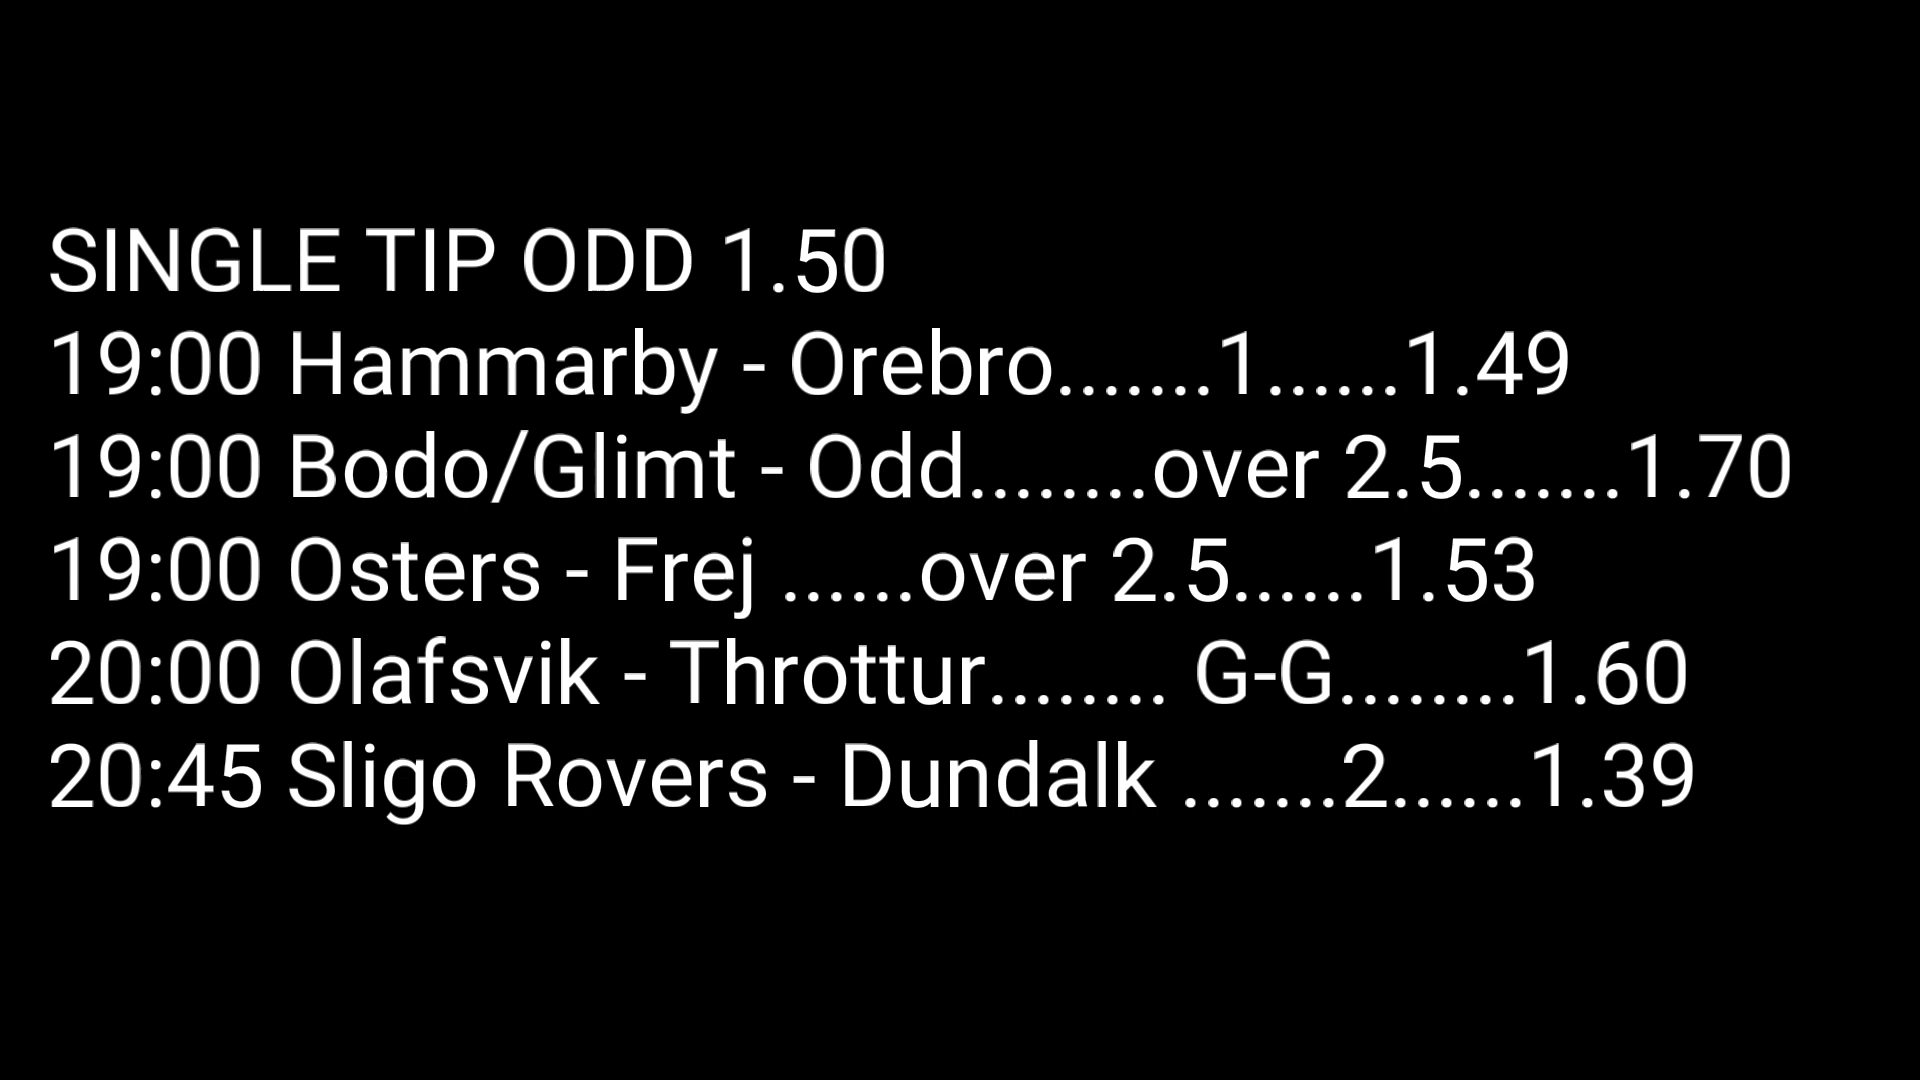 SINGLE TIP ODD 1.50
19:00 Hammarby - Orebro.......1......1.49
19:00 Bodo/Glimt - Odd........over 2.5.......1.70
19:00 Osters - Frej ......over 2.5......1.53
20:00 Olafsvik - Throttur........ G-G........1.60
20:45 Sligo Rovers - Dundalk .......2......1.39